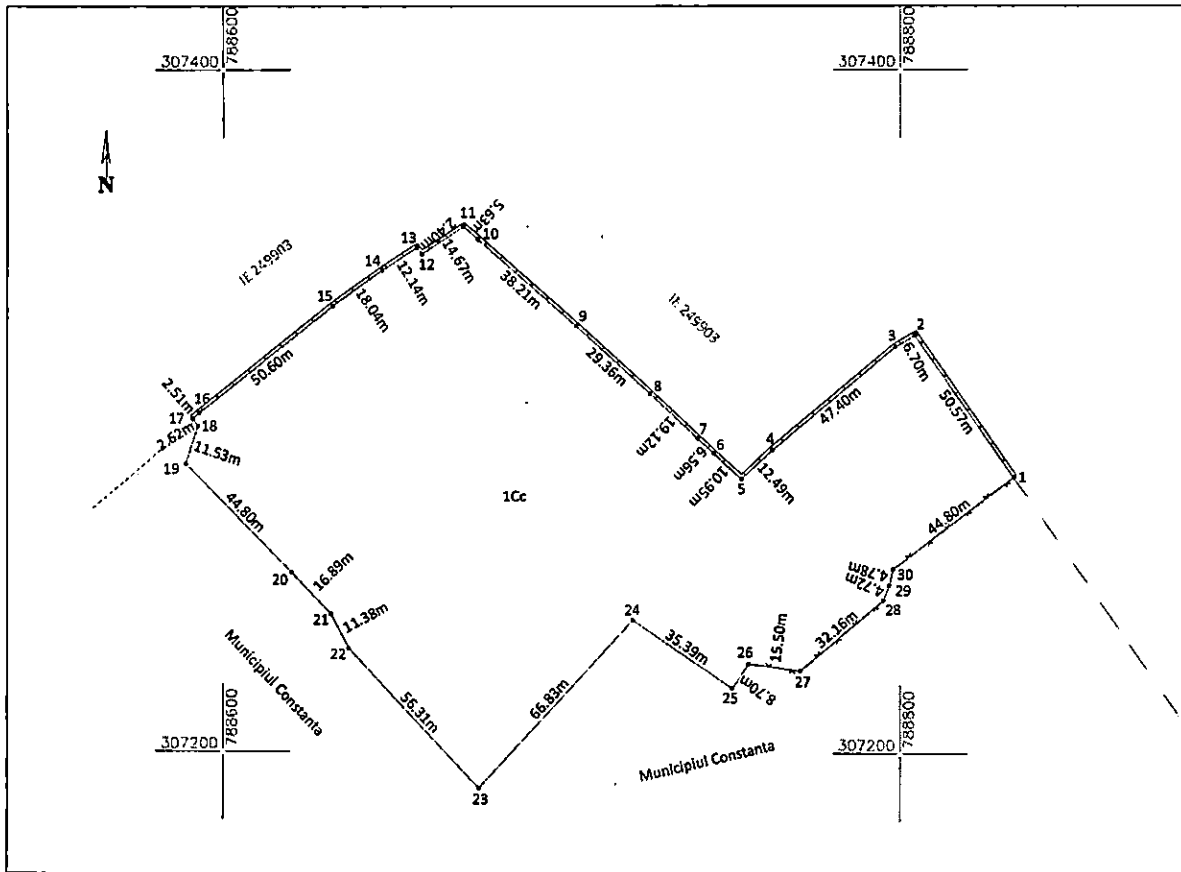 788600
307400
788800
307400
N
IE 249903
IE 249903
11
5.63m
10
2.40m
13
12
14.67m
14
12.14m
38.21m
15
18.04m
9
29.36m
50.60m
2
3
6.70m
50.57m
8
47.40m
16
2.51m
17
18
2.62m
19.12m
7
6
4
6.56m
10.95m
12.49m
5
1
19
11.53m
44.80m
1Cc
44.80m
20
16.89m
30
4.78m
29
4.72m
28
21
11.38m
24
22
35.39m
26
15.50m
32.16m
27
25
8.70m
66.83m
56.31m
23
Municipiul Constanta
788600
307200
788800
307200
Municipiul Constanta